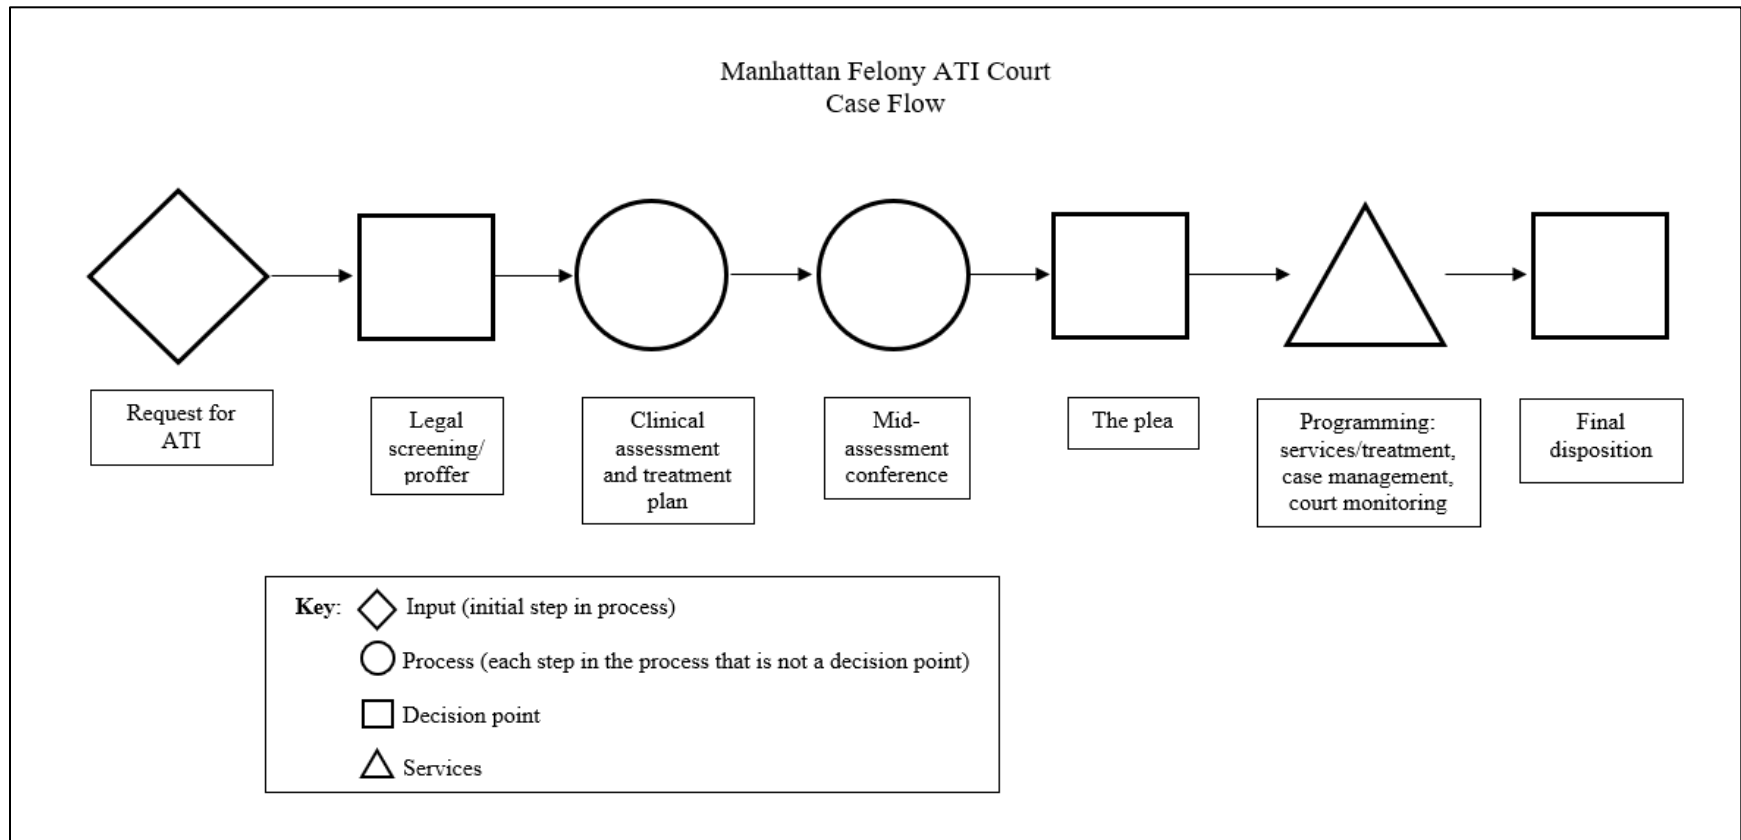 Manhattan Felony ATI Court
Case Flow
Request for
ATI
Legal
screening/
proffer
Clinical
assessment
and treatment
plan
Mid-
assessment
conference
The plea
Programming:
services/treatment,
case management,
court monitoring
Final
disposition
Key: Input (initial step in process)
Process (each step in the process that is not a decision point)
Decision point
Services